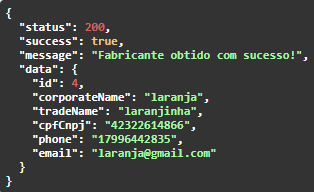 {
  "status": 200,
  "success": true,
  "message": "Fabricante obtido com sucesso!",
  "data": {
    "id": 4,
    "corporateName": "laranja",
    "tradeName": "laranjinha",
    "cpfCnpj": "42322614866",
    "phone": "17996442835",
    "email": "laranja@gmail.com"
  }
}